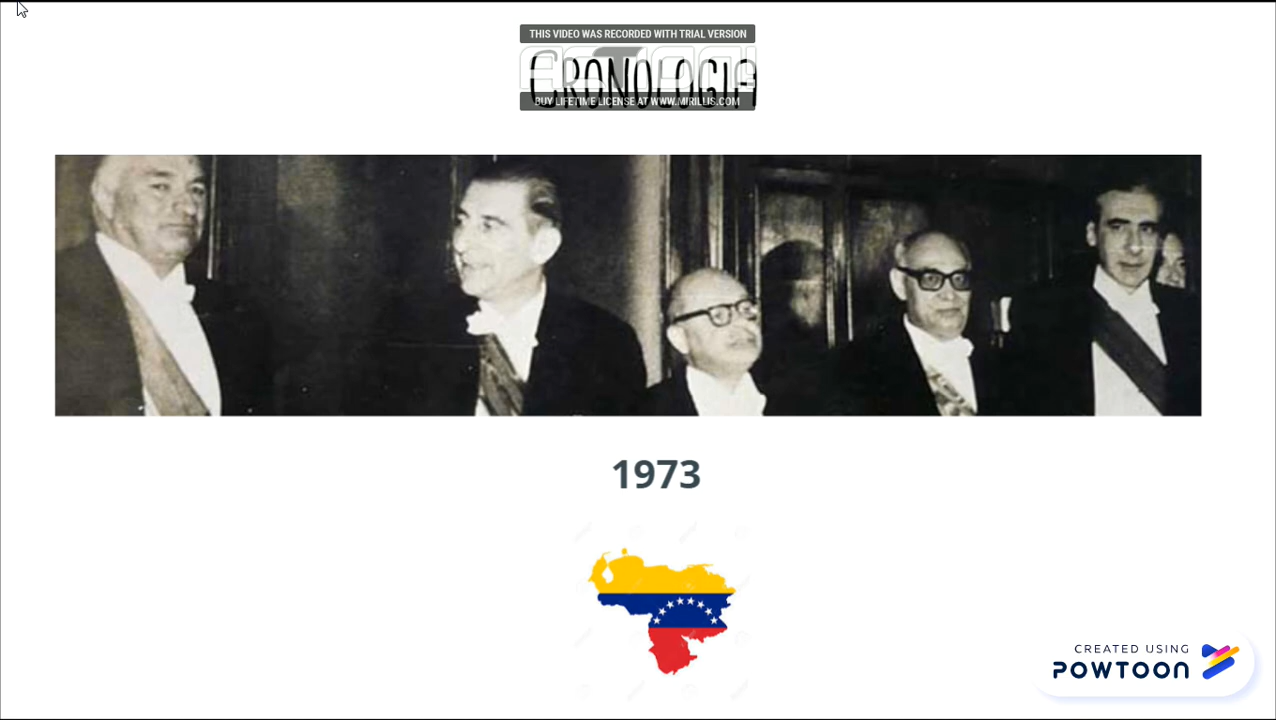 THIS VIDEO WAS RECORDED WITH TRIAL VERSION
CRONOLOGIA
BUY LIFETIME LICENSE AT WWW.MIRILLIS.COM
1973
CREATED USING
POWTOON